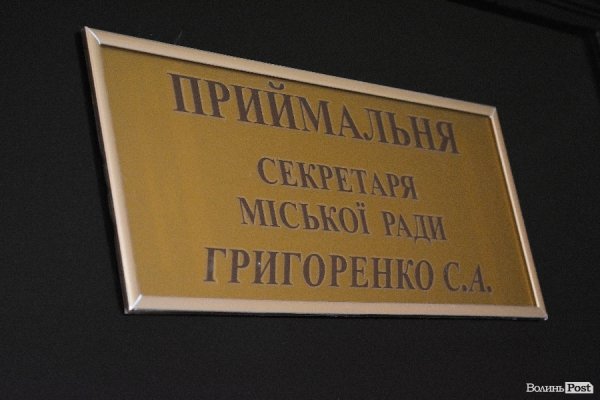 ПРИЙМАЛЬНЯ
СЕКРЕТАРЯ
МІСЬКОЇ РАДИ
ГРИГОРЕНКО С.А.
ВолиньPost